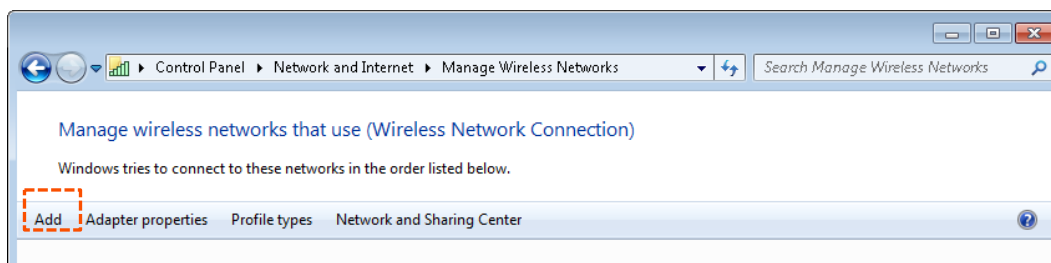 Control Panel Network and Internet Manage Wireless Networks Search Manage Wireless Networks
Manage wireless networks that use (Wireless Network Connection)
Windows tries to connect to these networks in the order listed below.
Add Adapter properties Profile types Network and Sharing Center